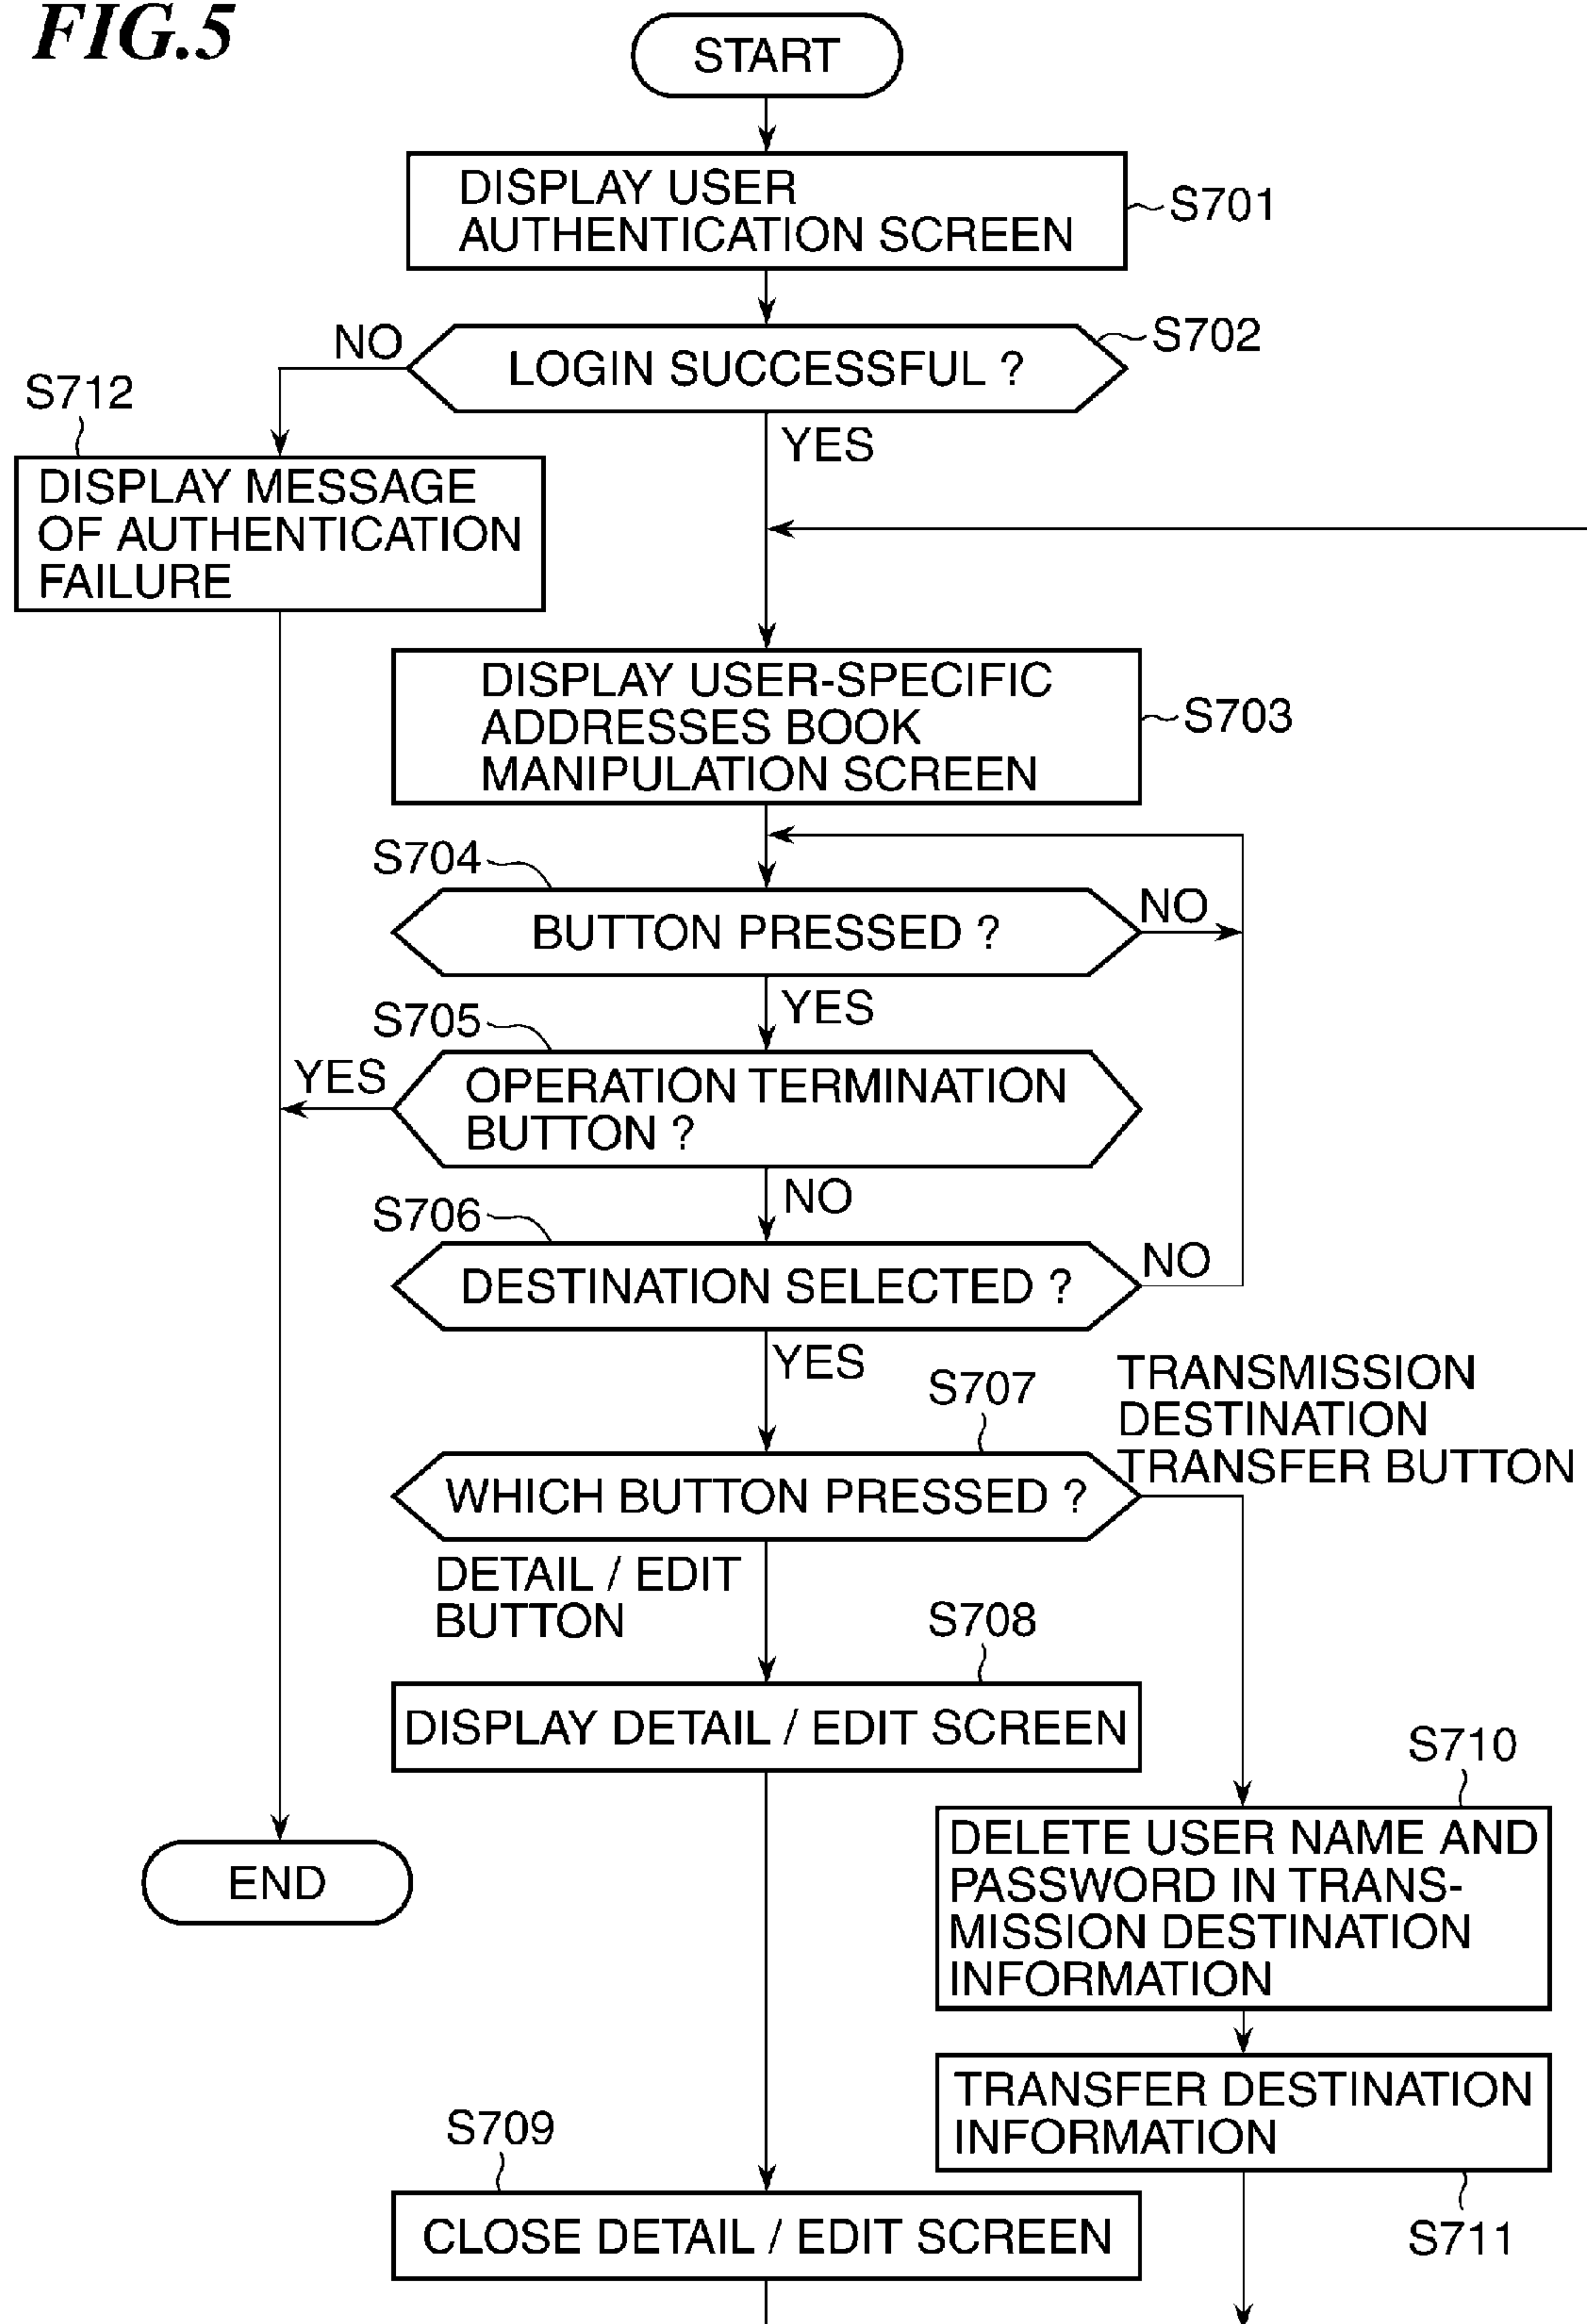 FIG.5
START
DISPLAY USER
AUTHENTICATION SCREEN
S701
S702
NO
LOGIN SUCCESSFUL ?
S712
YES
DISPLAY MESSAGE
OF AUTHENTICATION
FAILURE
DISPLAY USER-SPECIFIC
ADDRESSES BOOK
MANIPULATION SCREEN
S703
S704
BUTTON PRESSED ?
NO
YES
S705
YES
OPERATION TERMINATION
BUTTON ?
NO
S706
DESTINATION SELECTED ?
NO
YES
S707
TRANSMISSION
DESTINATION
TRANSFER BUTTON
WHICH BUTTON PRESSED ?
DETAIL / EDIT
BUTTON
S708
DISPLAY DETAIL / EDIT SCREEN
S710
DELETE USER NAME AND
PASSWORD IN TRANS-
MISSION DESTINATION
INFORMATION
END
TRANSFER DESTINATION
INFORMATION
S709
S711
CLOSE DETAIL / EDIT SCREEN